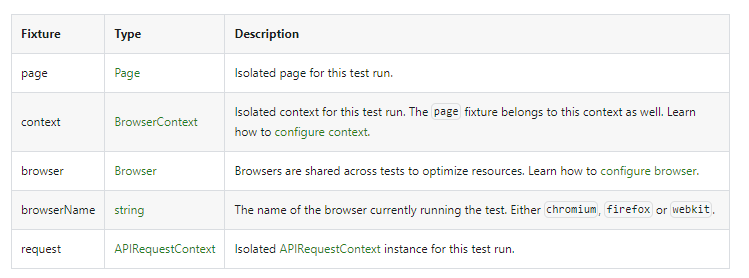 Fixture Type Description
page Page Isolated page for this test run.
context BrowserContext Isolated context for this test run. The page fixture belongs to this context as well. Learn
how to configure context.
browser Browser Browsers are shared across tests to optimize resources. Learn how to configure browser.
browserName string The name of the browser currently running the test. Either chromium, firefox or webkit.
request APIRequestContext Isolated APIRequestContext instance for this test run.